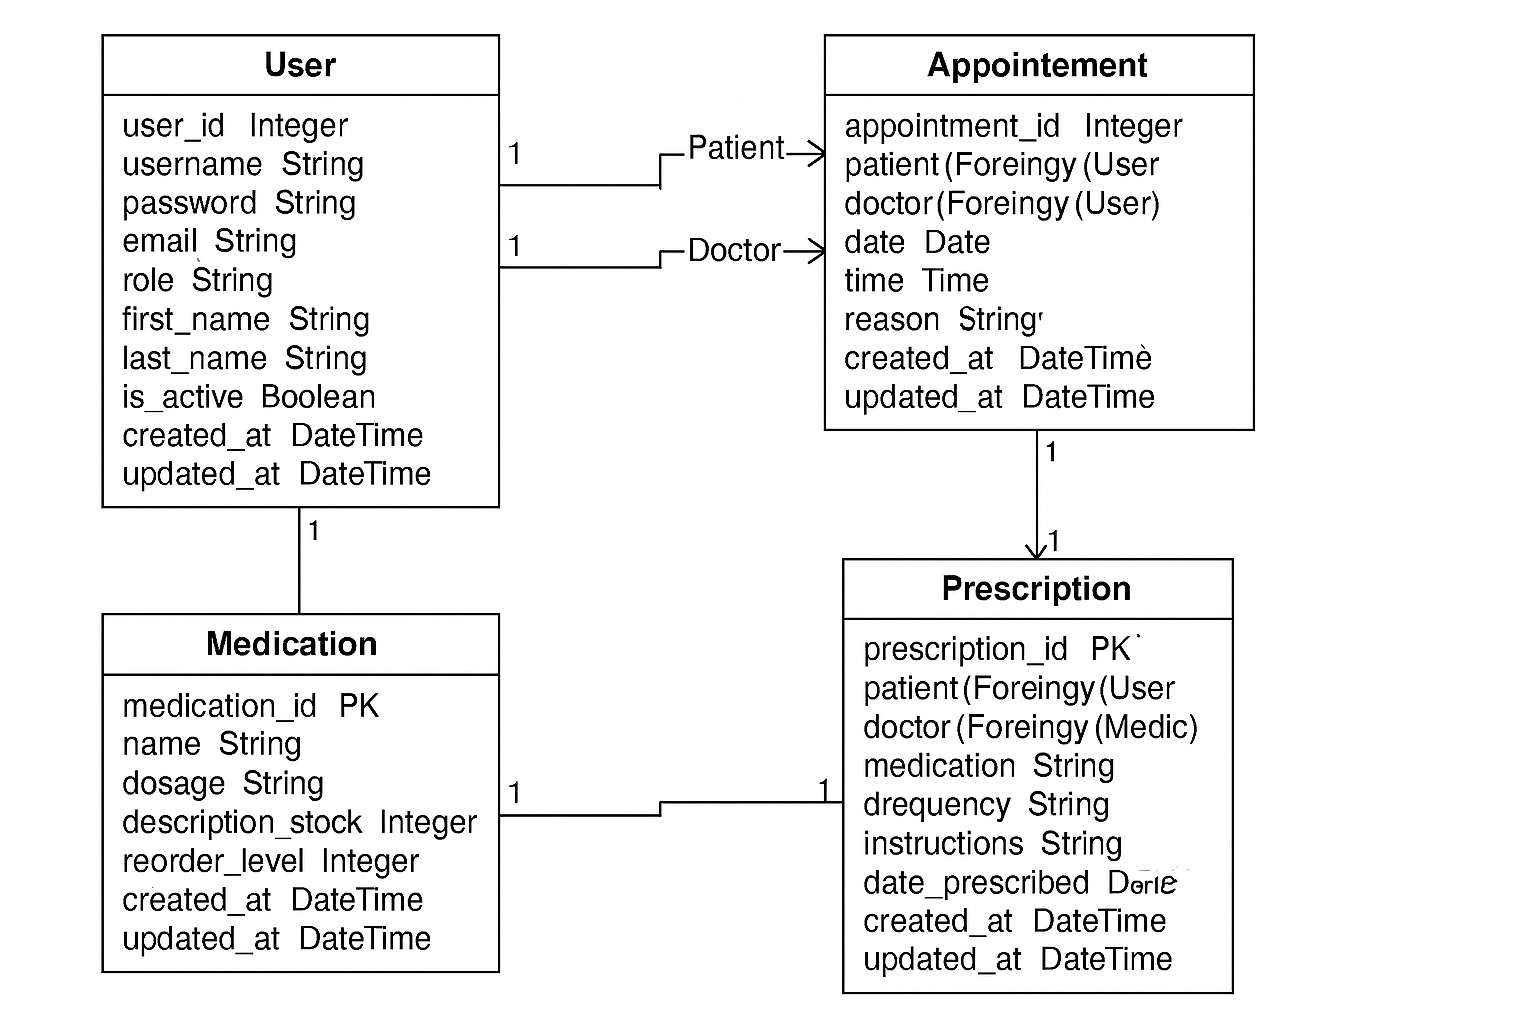 User
user_id Integer
username String
password String
email String
role String
first_name String
last_name String
is_active Boolean
created_at DateTime
updated_at DateTime
1
Patient
1
Doctor
1
Appointement
appointment_id Integer
patient (Foreingy (User
doctor (Foreingy (User)
date Date
time Time
reason String
created_at DateTime
updated_at DateTime
1
1
Medication
medication_id PK
name String
dosage String
description_stock Integer
reorder_level Integer
created_at DateTime
updated_at DateTime
1
1
Prescription
prescription_id PK
patient (Foreingy (User
doctor (Foreingy (Medic)
medication String
drequency String
instructions String
date_prescribed
created_at DateTime
updated_at DateTime